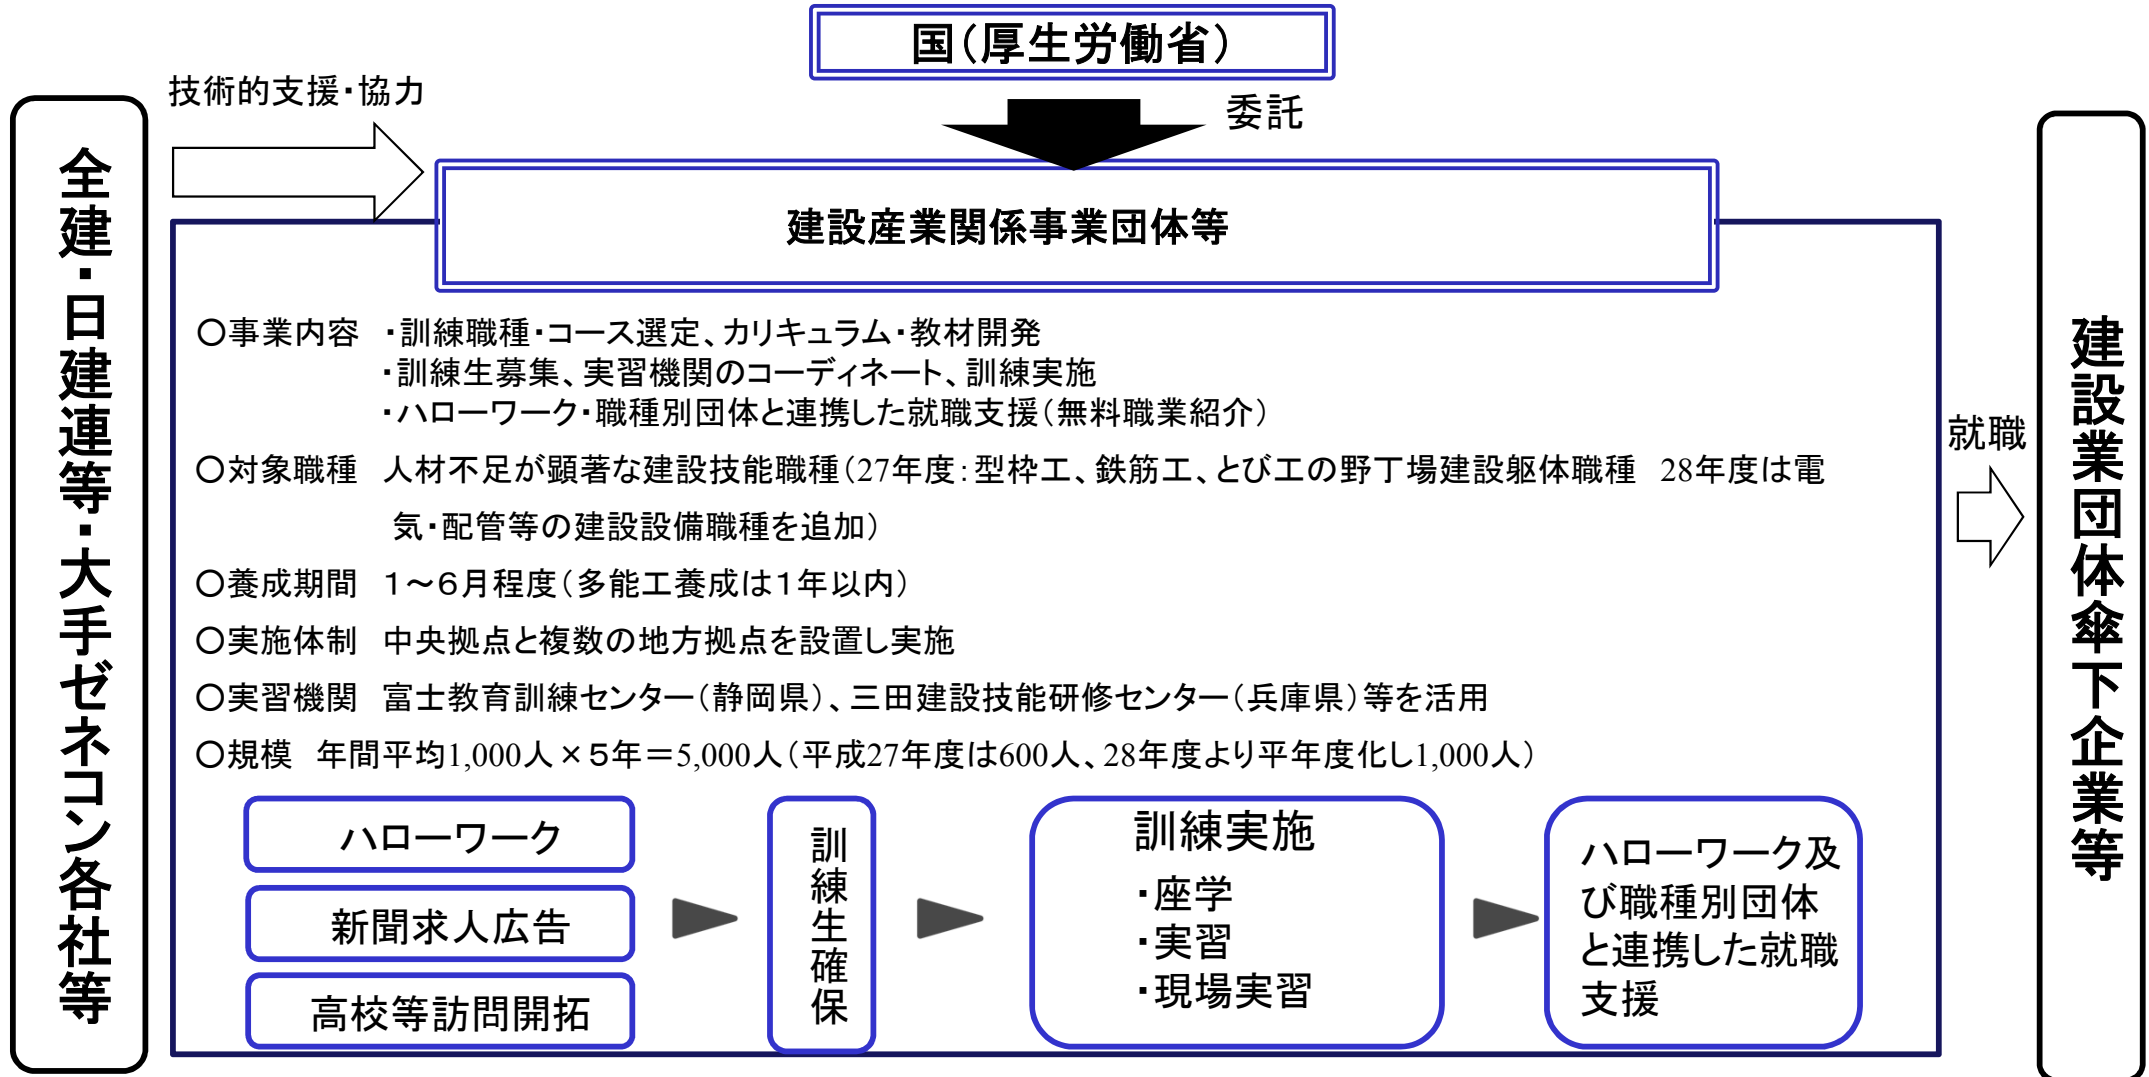 国（厚生労働省）
技術的支援・協力
委託
全建・日建連等・大手ゼネコン各社等
建設産業関係事業団体等
〇事業内容　・訓練職種・コース選定、カリキュラム・教材開発
・訓練生募集、実習機関のコーディネート、訓練実施
・ハローワーク・職種別団体と連携した就職支援（無料職業紹介）
〇対象職種　人材不足が顕著な建設技能職種（27年度：型枠工、鉄筋工、とび工の野丁場建設躯体職種　28年度は電
気・配管等の建設設備職種を追加）
〇養成期間　１～６月程度（多能工養成は１年以内）
〇実施体制　中央拠点と複数の地方拠点を設置し実施
〇実習機関　富士教育訓練センター（静岡県）、三田建設技能研修センター（兵庫県）等を活用
〇規模　年間平均1,000人×５年＝5,000人（平成27年度は600人、28年度より平年度化し1,000人）
就職
建設業団体傘下企業等
ハローワーク
新聞求人広告
高校等訪問開拓
訓練生確保
訓練実施
・座学
・実習
・現場実習
ハローワーク及
び職種別団体
と連携した就職
支援